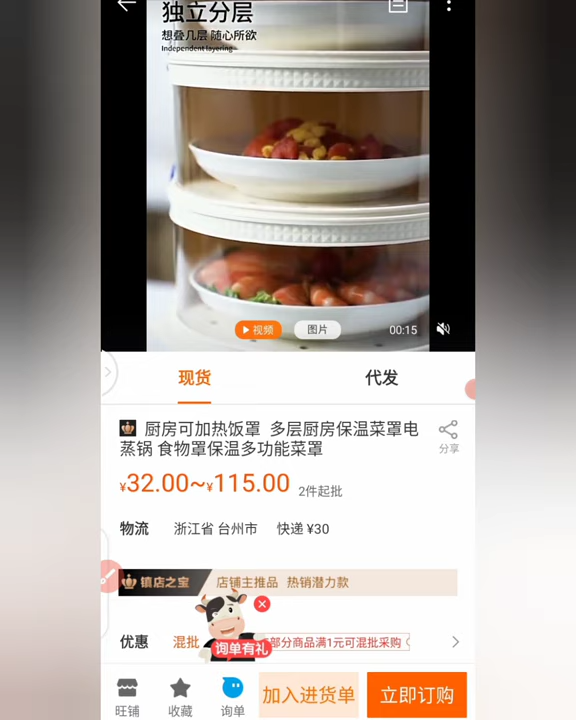 独立分层
想叠几层 随心所欲
Independent layering
视频
图片
00:15
现货
代发
厨房可加热饭罩 多层厨房保温菜罩电
蒸锅 食物罩保温多功能菜罩
分享
¥32.00~¥115.00 2件起批
物流 浙江省 台州市 快递 ¥30
镇店之宝 店铺主推品 热销潜力款
优惠 混批 部分商品满1元可混批采购
询单有礼
旺铺
收藏
询单
加入进货单
立即订购